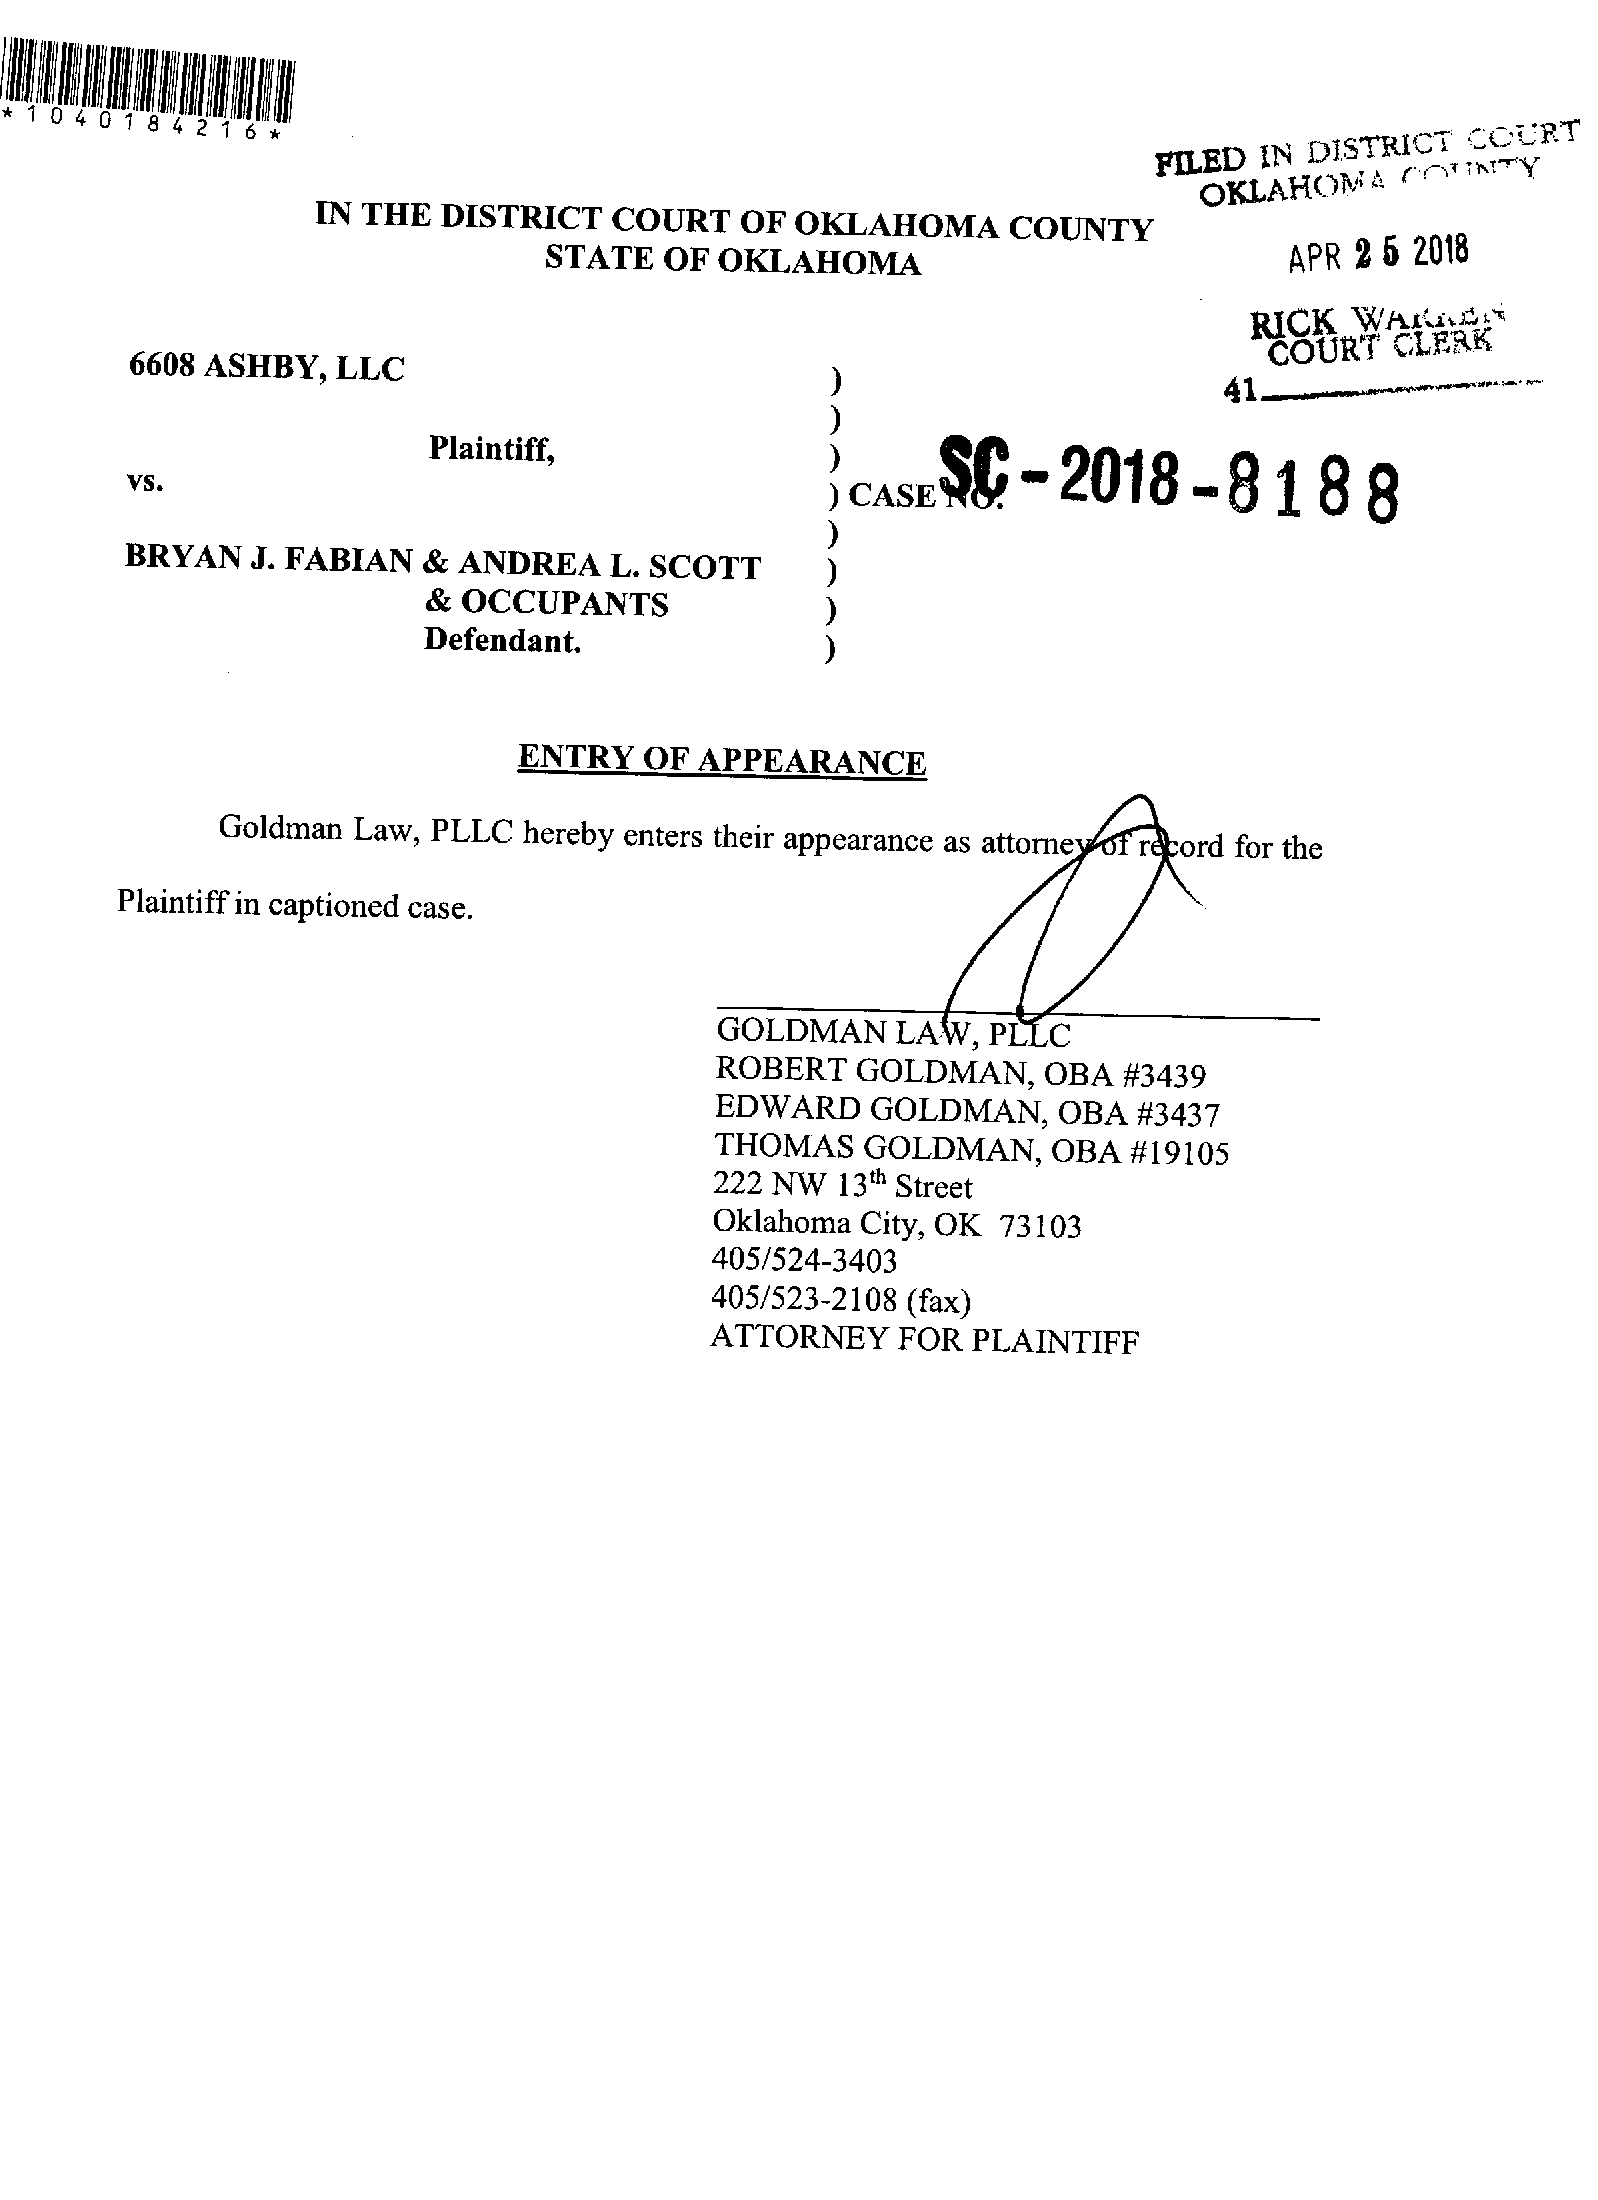 *1040184216*
FILED IN DISTRICT COURT
OKLAHOMA COUNTY
IN THE DISTRICT COURT OF OKLAHOMA COUNTY
STATE OF OKLAHOMA
APR 25 2018
RICK WARREN
COURT CLERK
41
6608 ASHBY, LLC )
)
Plaintiff, )
vs. ) CASE NO. SC-2018-8188
)
BRYAN J. FABIAN & ANDREA L. SCOTT )
& OCCUPANTS )
Defendant. )
ENTRY OF APPEARANCE
Goldman Law, PLLC hereby enters their appearance as attorney of record for the
Plaintiff in captioned case.
GOLDMAN LAW, PLLC
ROBERT GOLDMAN, OBA #3439
EDWARD GOLDMAN, OBA #3437
THOMAS GOLDMAN, OBA #19105
222 NW 13th Street
Oklahoma City, OK 73103
405/524-3403
405/523-2108 (fax)
ATTORNEY FOR PLAINTIFF